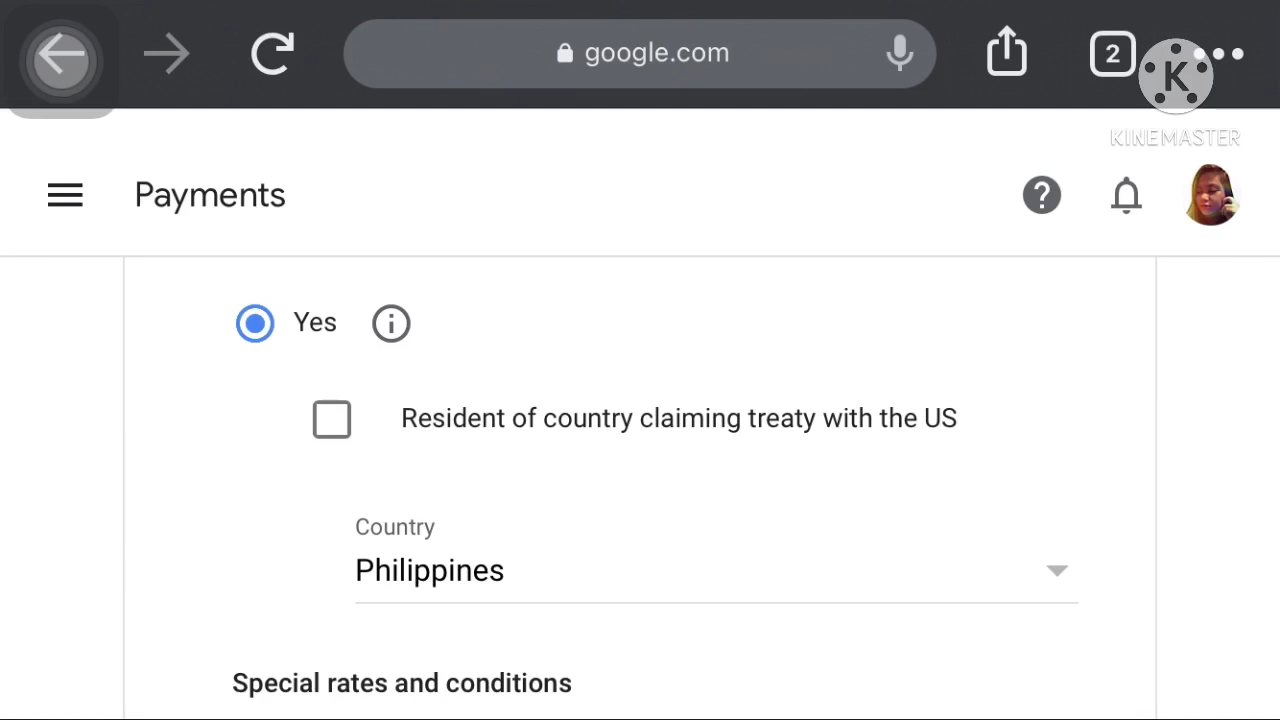 google.com
2
K
KINEMASTER
Payments
Yes
Resident of country claiming treaty with the US
Country
Philippines
Special rates and conditions